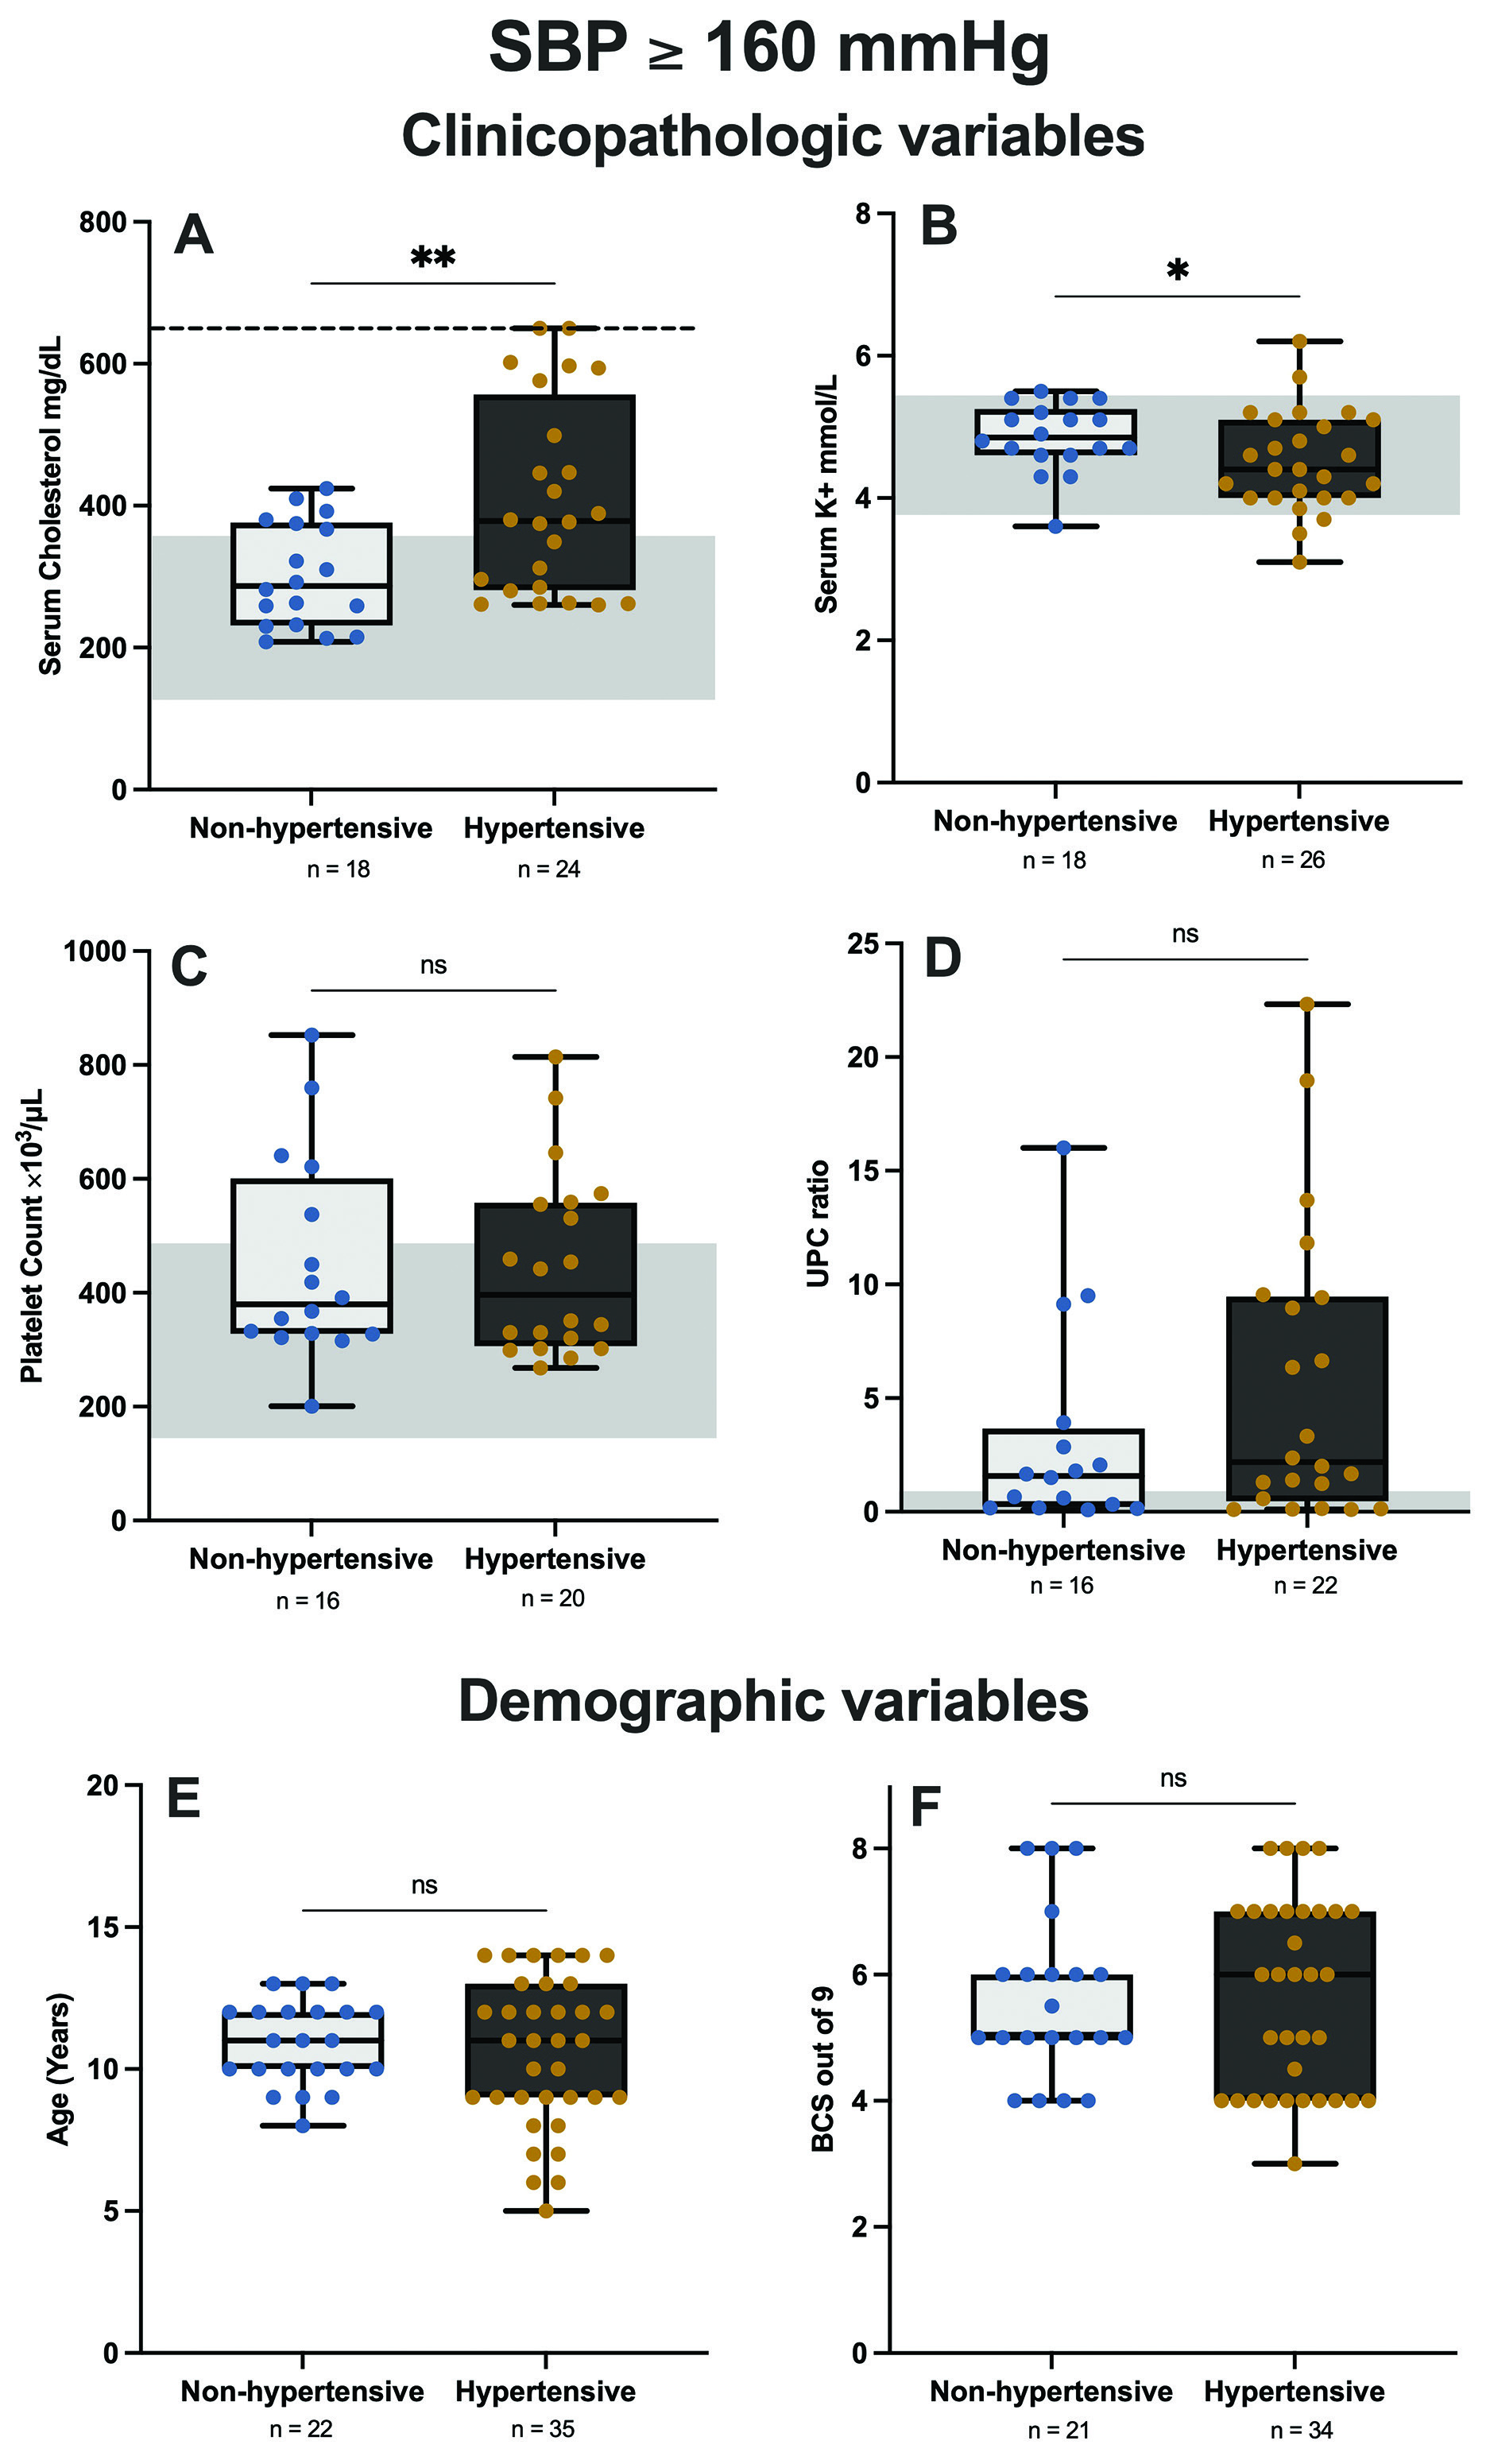 SBP ≥ 160 mmHg
Clinicopathologic variables
A
**
Serum Cholesterol mg/dL
800
600
400
200
0
Non-hypertensive Hypertensive
n = 18 n = 24
B
*
Serum K+ mmol/L
8
6
4
2
0
Non-hypertensive Hypertensive
n = 18 n = 26
C
ns
Platelet Count ×10³/µL
1000
800
600
400
200
0
Non-hypertensive Hypertensive
n = 16 n = 20
D
ns
UPC ratio
25
20
15
10
5
0
Non-hypertensive Hypertensive
n = 16 n = 22
Demographic variables
E
ns
Age (Years)
20
15
10
5
0
Non-hypertensive Hypertensive
n = 22 n = 35
F
ns
BCS out of 9
8
6
4
2
0
Non-hypertensive Hypertensive
n = 21 n = 34